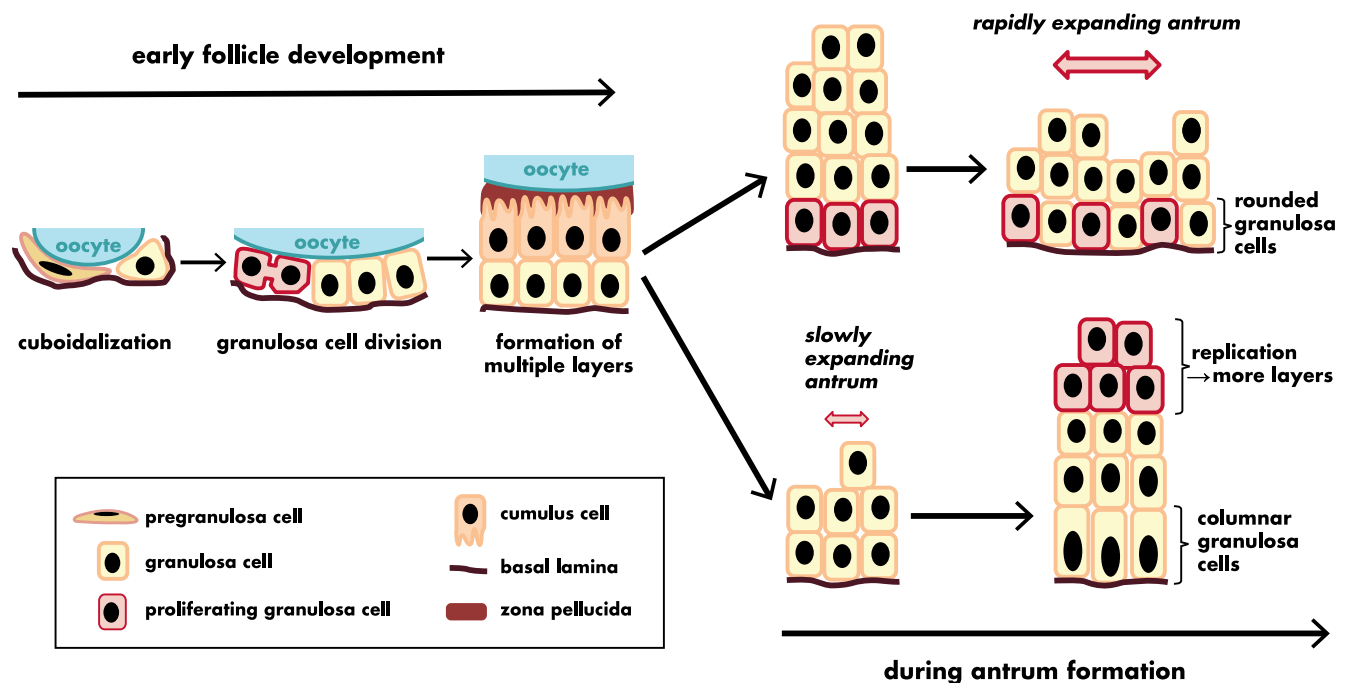 early follicle development
oocyte
cuboidalization
oocyte
granulosa cell division
oocyte
formation of
multiple layers
rapidly expanding antrum
rounded
granulosa
cells
slowly
expanding
antrum
replication
→more layers
columnar
granulosa
cells
during antrum formation
pregranulosa cell
granulosa cell
proliferating granulosa cell
cumulus cell
basal lamina
zona pellucida